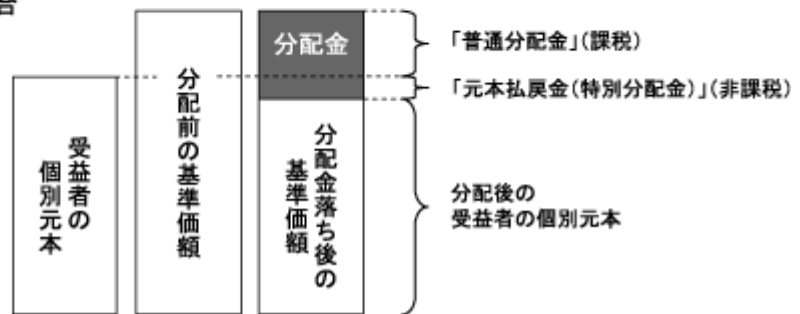 合
分配金
「普通分配金」(課税)
「元本払戻金(特別分配金)」(非課税)
受益者の
個別元本
分配前の基準価額
分配金落ち後の
基準価額
分配後の
受益者の個別元本